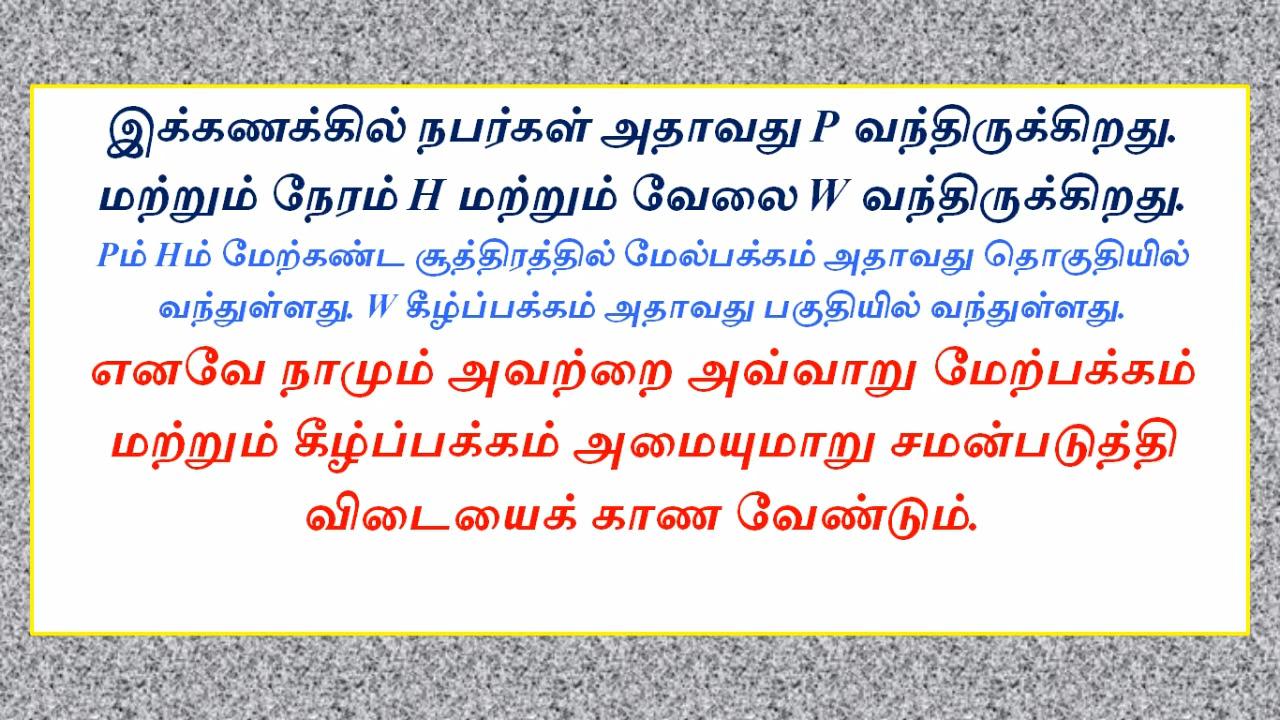 இக்கணக்கில் நபர்கள் அதாவது P வந்திருக்கிறது.
மற்றும் நேரம் H மற்றும் வேலை W வந்திருக்கிறது.
Pம் Hம் மேற்கண்ட சூத்திரத்தில் மேல்பக்கம் அதாவது தொகுதியில்
வந்துள்ளது. W கீழ்ப்பக்கம் அதாவது பகுதியில் வந்துள்ளது.
எனவே நாமும் அவற்றை அவ்வாறு மேற்பக்கம்
மற்றும் கீழ்ப்பக்கம் அமையுமாறு சமன்படுத்தி
விடையைக் காண வேண்டும்.